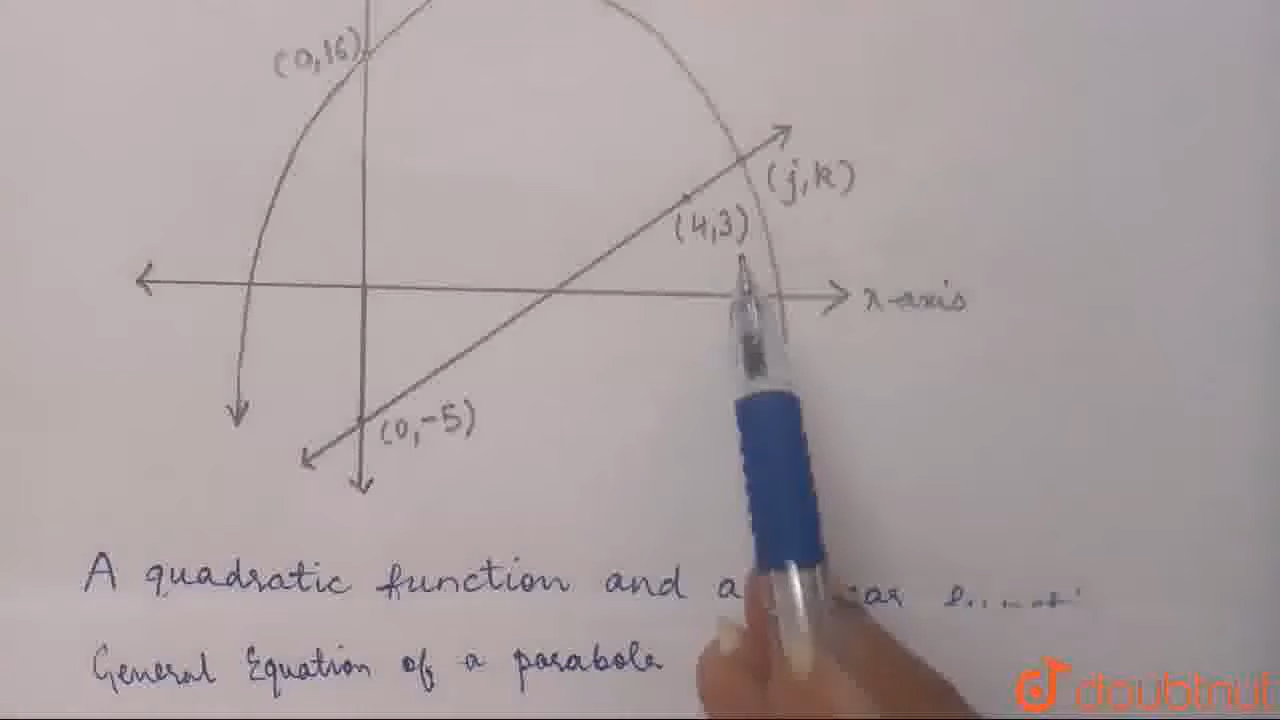 (0,16)
(j,k)
(4,3)
x-axis
(0,-5)
A quadratic function and a
General Equation of a parabola
doubtnut